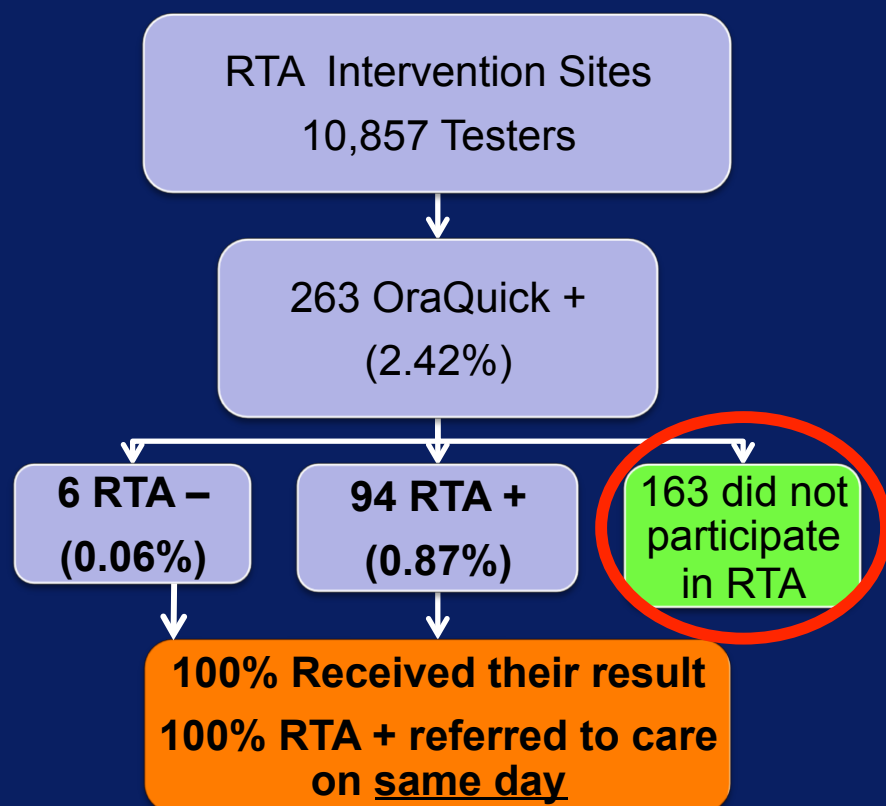 RTA Intervention Sites
10,857 Testers
263 OraQuick +
(2.42%)
6 RTA –
(0.06%)
94 RTA +
(0.87%)
163 did not
participate
in RTA
100% Received their result
100% RTA + referred to care
on same day